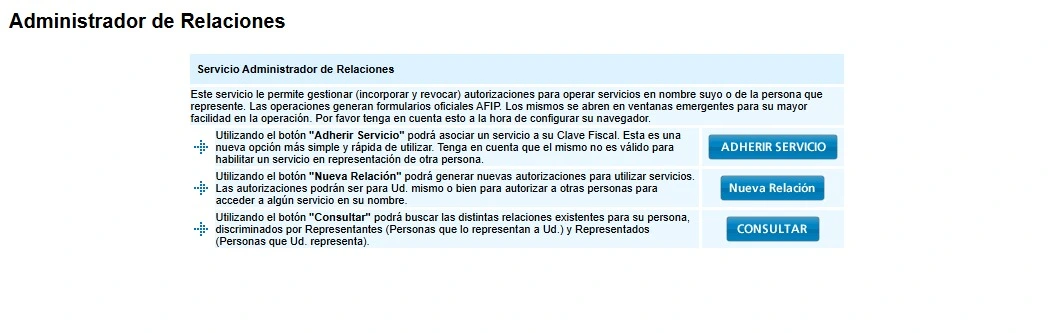 Administrador de Relaciones
Servicio Administrador de Relaciones
Este servicio le permite gestionar (incorporar y revocar) autorizaciones para operar servicios en nombre suyo o de la persona que
represente. Las operaciones generan formularios oficiales AFIP. Los mismos se abren en ventanas emergentes para su mayor
facilidad en la operación. Por favor tenga en cuenta esto a la hora de configurar su navegador.
Utilizando el botón "Adherir Servicio" podrá asociar un servicio a su Clave Fiscal. Esta es una
nueva opción más simple y rápida de utilizar. Tenga en cuenta que el mismo no es válido para
habilitar un servicio en representación de otra persona.
ADHERIR SERVICIO
Utilizando el botón "Nueva Relación" podrá generar nuevas autorizaciones para utilizar servicios.
Las autorizaciones podrán ser para Ud. mismo o bien para autorizar a otras personas para
acceder a algún servicio en su nombre.
Nueva Relación
Utilizando el botón "Consultar" podrá buscar las distintas relaciones existentes para su persona,
discriminados por Representantes (Personas que lo representan a Ud.) y Representados
(Personas que Ud. representa).
CONSULTAR